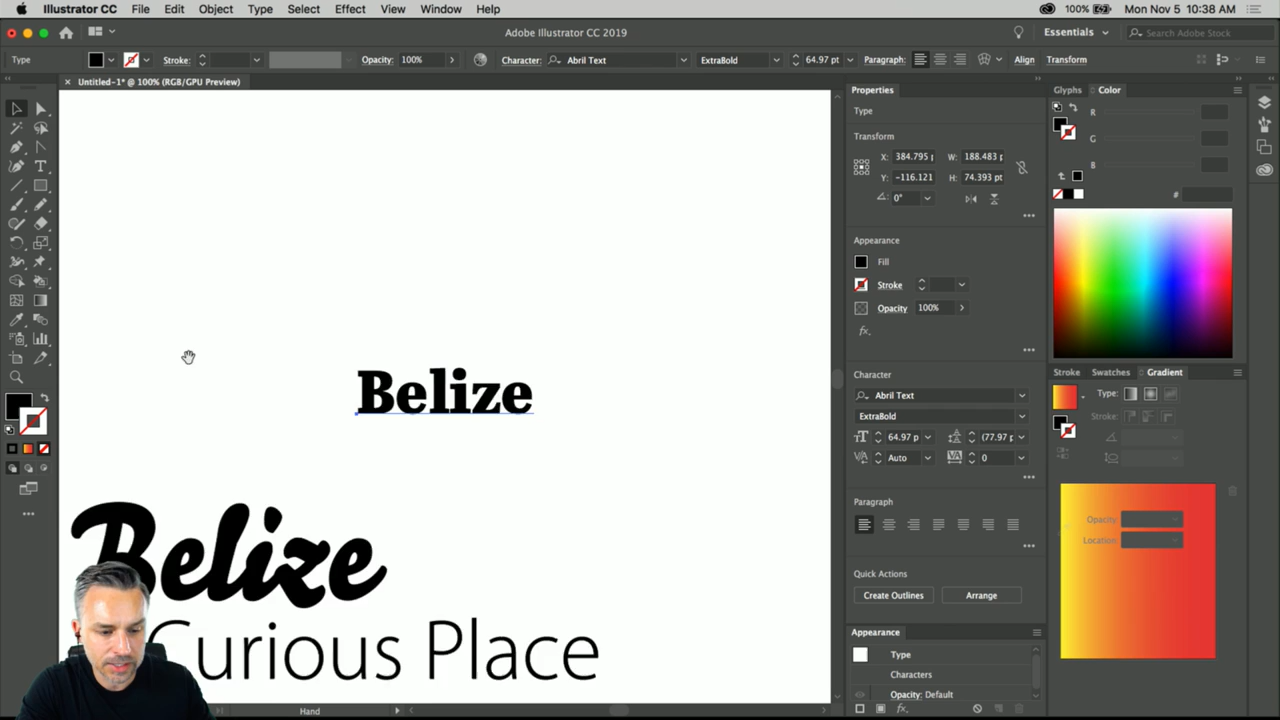 Illustrator CC File Edit Object Type Select Effect View Window Help 100% Mon Nov 5 10:38 AM
Adobe Illustrator CC 2019 Essentials Search Adobe Stock
Type Stroke: Opacity: 100% Character: Abril Text ExtraBold 64.97 pt Paragraph: Align Transform
× Untitled-1* @ 100% (RGB/GPU Preview)
Properties Glyphs Color
Type
R
Transform
G
X: 384.795 p W: 188.483 p
B
Y: -116.121 H: 74.393 pt
0°
#
Appearance
Fill
Stroke
Opacity 100%
fx.
Character Stroke Swatches Gradient
Abril Text Type:
ExtraBold Stroke:
64.97 p (77.97 p
Auto 0
Paragraph
Opacity:
Location:
Quick Actions
Create Outlines Arrange
Appearance
Type
Characters
Opacity: Default
fx.
Belize
Belize
Curious Place
Hand